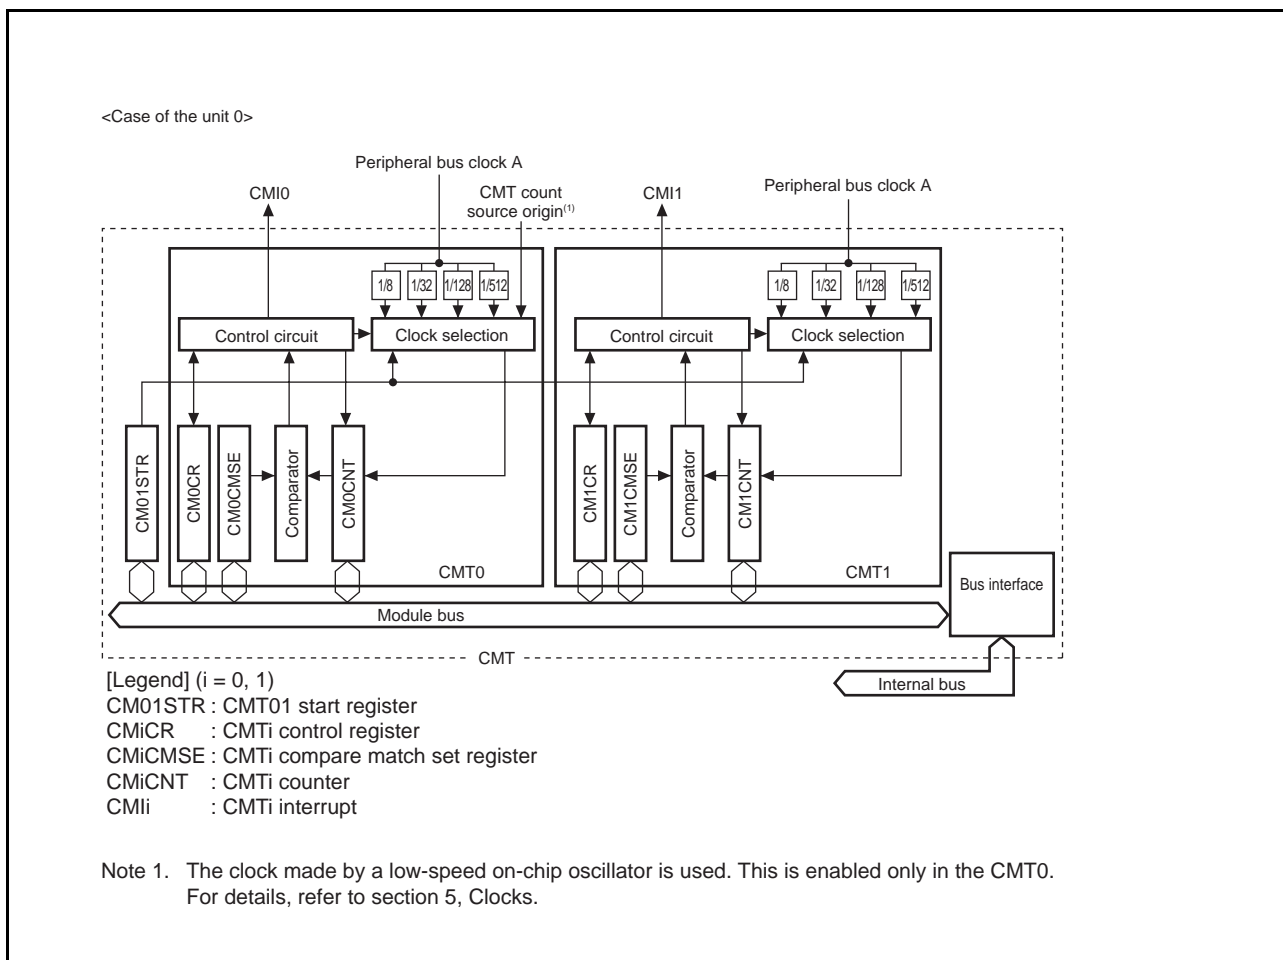 <Case of the unit 0>
Peripheral bus clock A
CMI0
CMT count
source origin(1)
CMI1
Peripheral bus clock A
1/8
1/32
1/128
1/512
1/8
1/32
1/128
1/512
Control circuit
Clock selection
Control circuit
Clock selection
CM01STR
CM0CR
CM0CMSE
Comparator
CM0CNT
CM1CR
CM1CMSE
Comparator
CM1CNT
CMT0
CMT1
Bus interface
Module bus
CMT
Internal bus
[Legend] (i = 0, 1)
CM01STR : CMT01 start register
CMiCR : CMTi control register
CMiCMSE : CMTi compare match set register
CMiCNT : CMTi counter
CMIi : CMTi interrupt
Note 1. The clock made by a low-speed on-chip oscillator is used. This is enabled only in the CMT0.
For details, refer to section 5, Clocks.